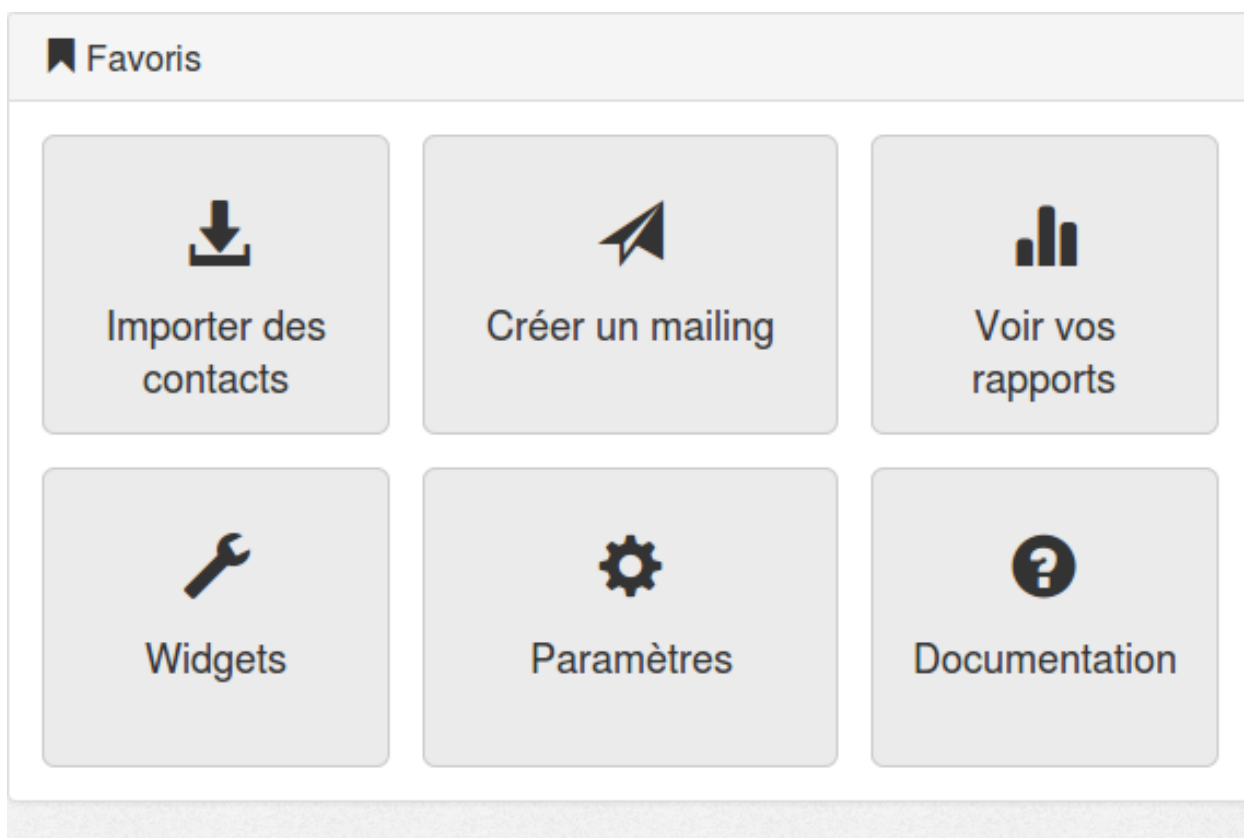 Favoris
Importer des
contacts
Créer un mailing
Voir vos
rapports
Widgets
Paramètres
Documentation